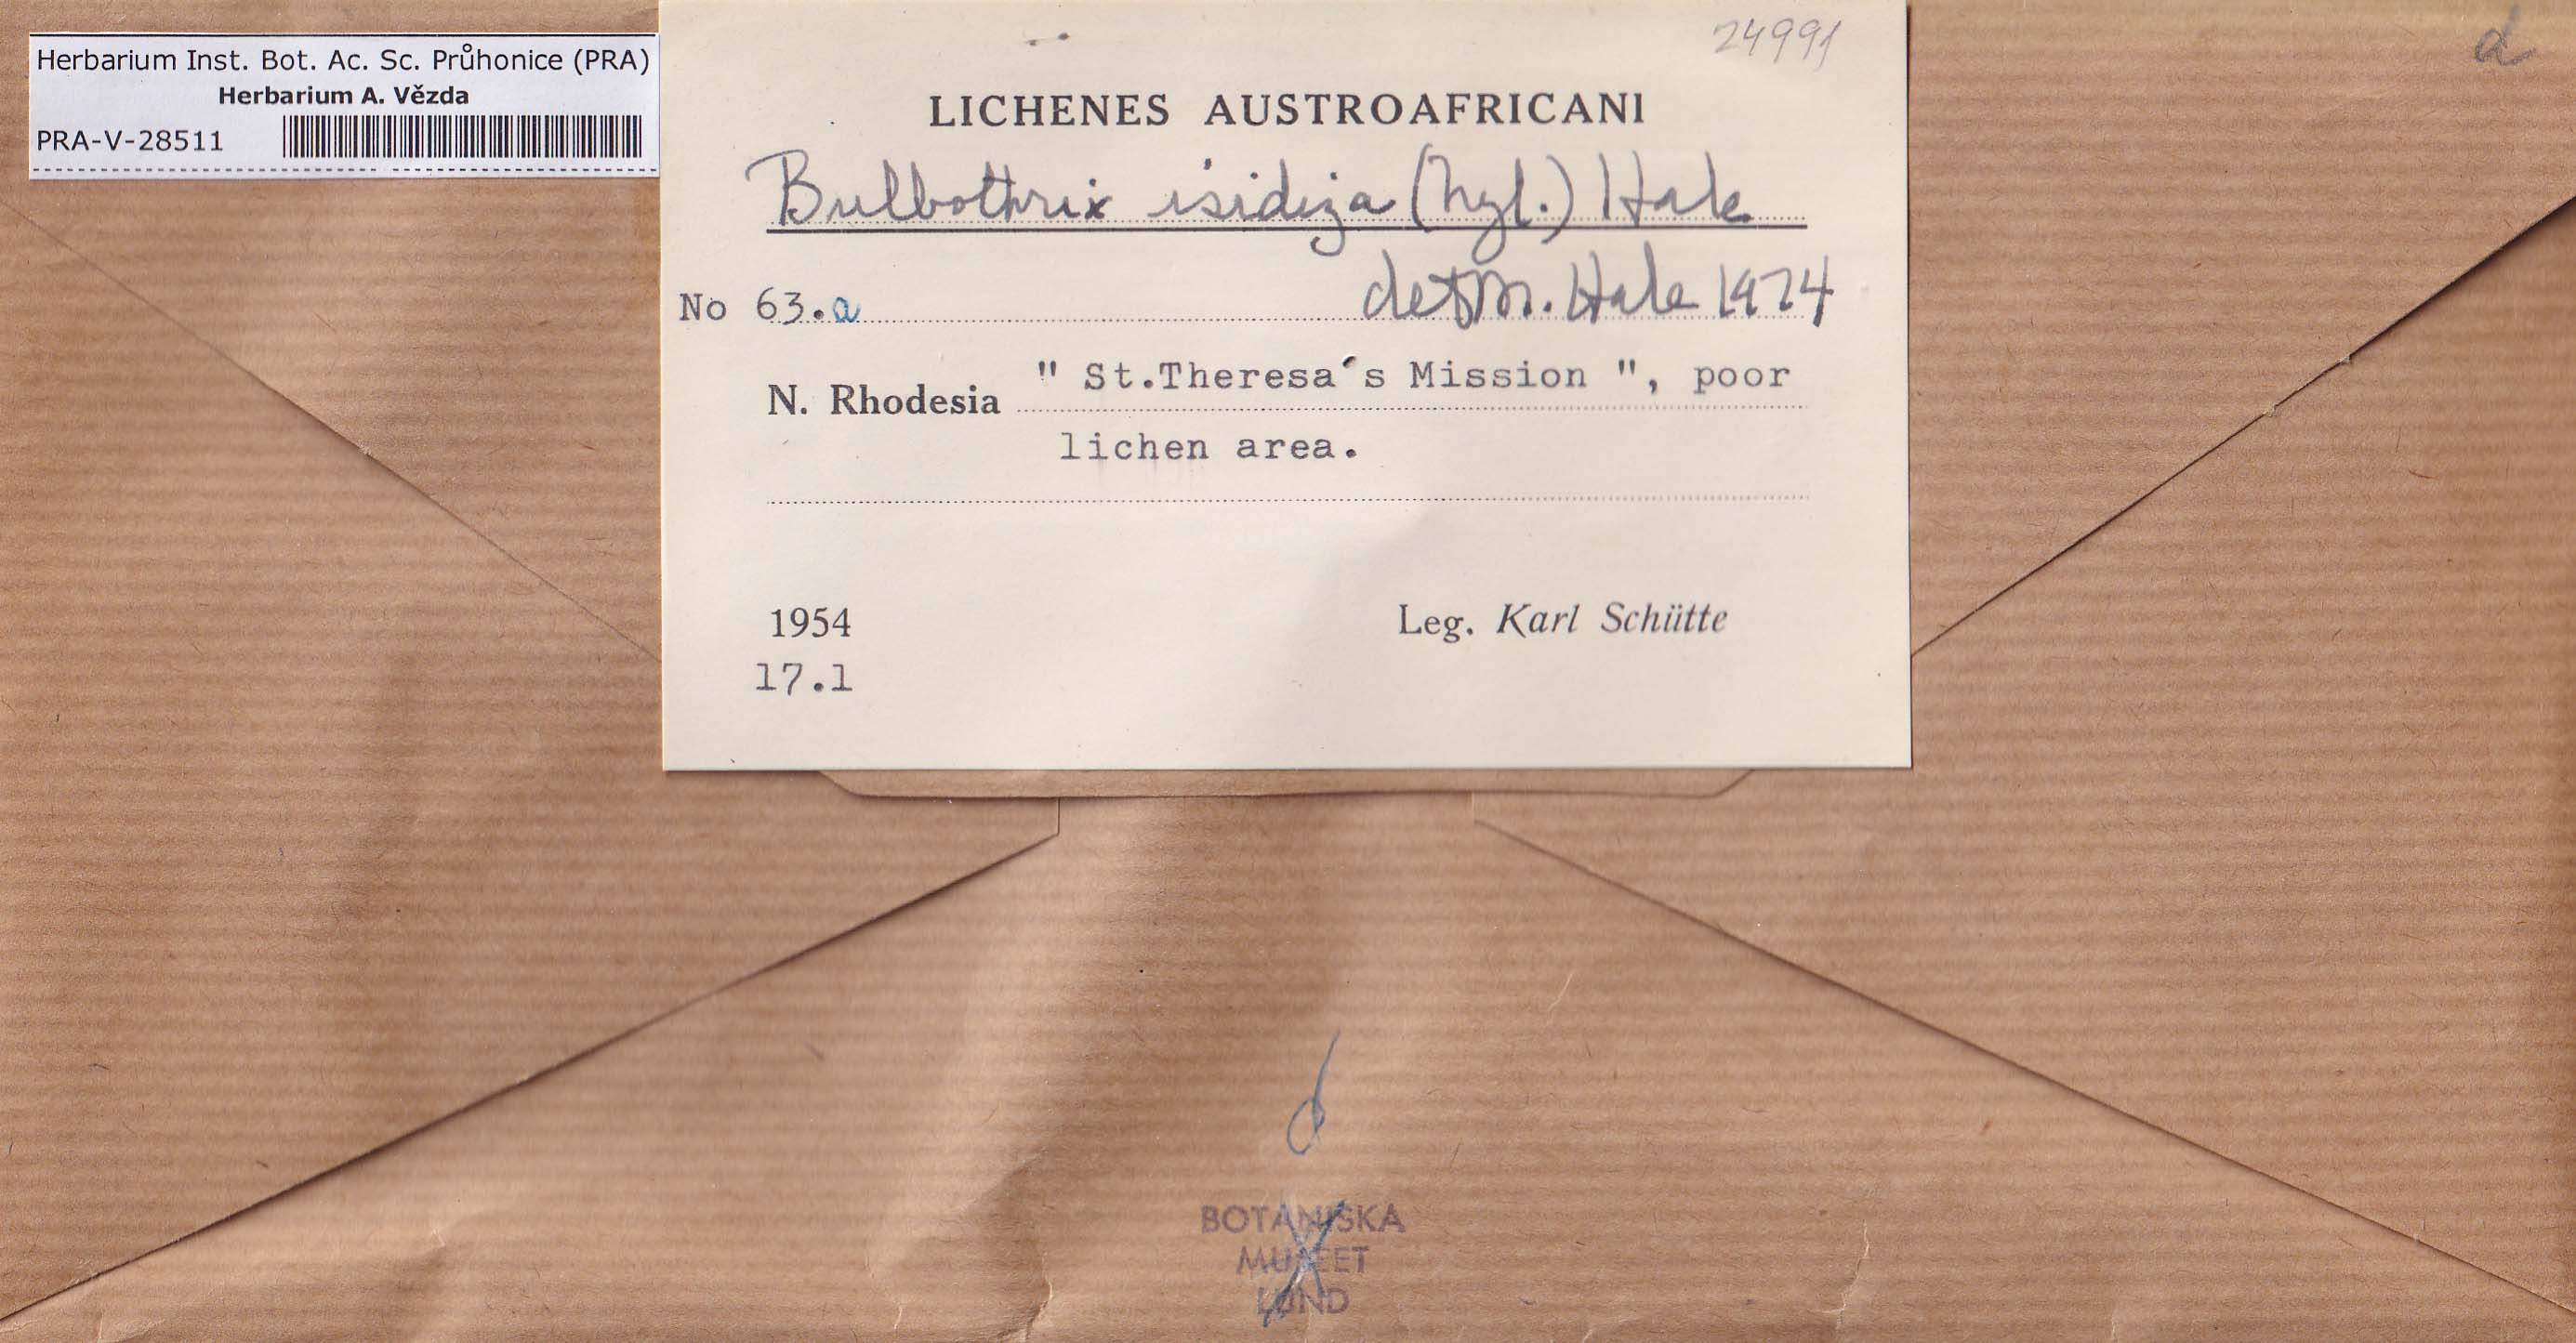 Herbarium Inst. Bot. Ac. Sc. Průhonice (PRA)
Herbarium A. Vězda
PRA-V-28511
24991
d
LICHENES AUSTROAFRICANI
Bulbothrix isidiza (Nyl.) Hale
det M. Hale 1974
No 63.a
N. Rhodesia " St.Theresa´s Mission ", poor
lichen area.
1954
17.1
Leg. Karl Schütte
BOTANISKA
MUSEET
LUND